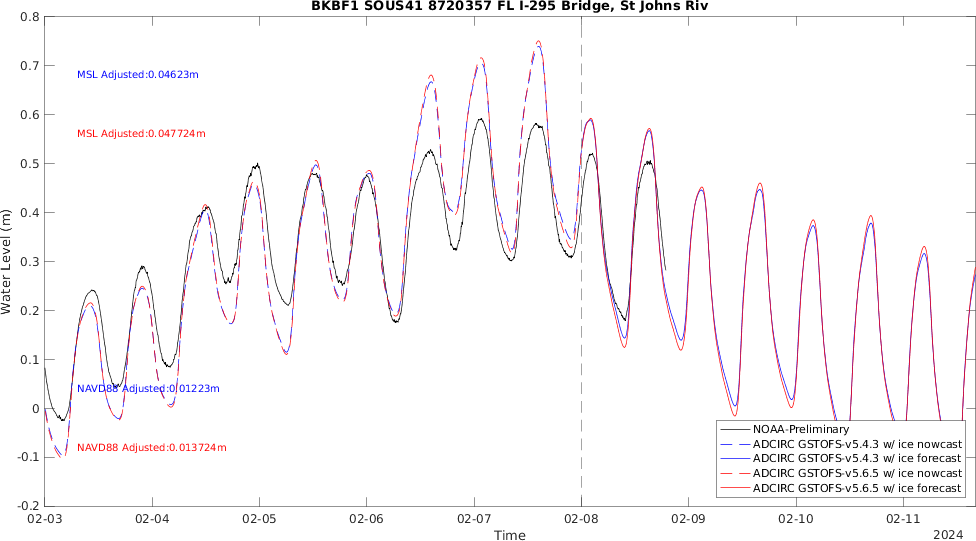 BKBF1 SOUS41 8720357 FL I-295 Bridge, St Johns Riv
0.8
0.7
0.6
0.5
0.4
0.3
0.2
0.1
0
-0.1
-0.2
Water Level (m)
MSL Adjusted:0.04623m
MSL Adjusted:0.047724m
NAVD88 Adjusted:0.01223m
NAVD88 Adjusted:0.013724m
NOAA-Preliminary
ADCIRC GSTOFS-v5.4.3 w/ ice nowcast
ADCIRC GSTOFS-v5.4.3 w/ ice forecast
ADCIRC GSTOFS-v5.6.5 w/ ice nowcast
ADCIRC GSTOFS-v5.6.5 w/ ice forecast
02-03 02-04 02-05 02-06 02-07 02-08 02-09 02-10 02-11
Time
2024